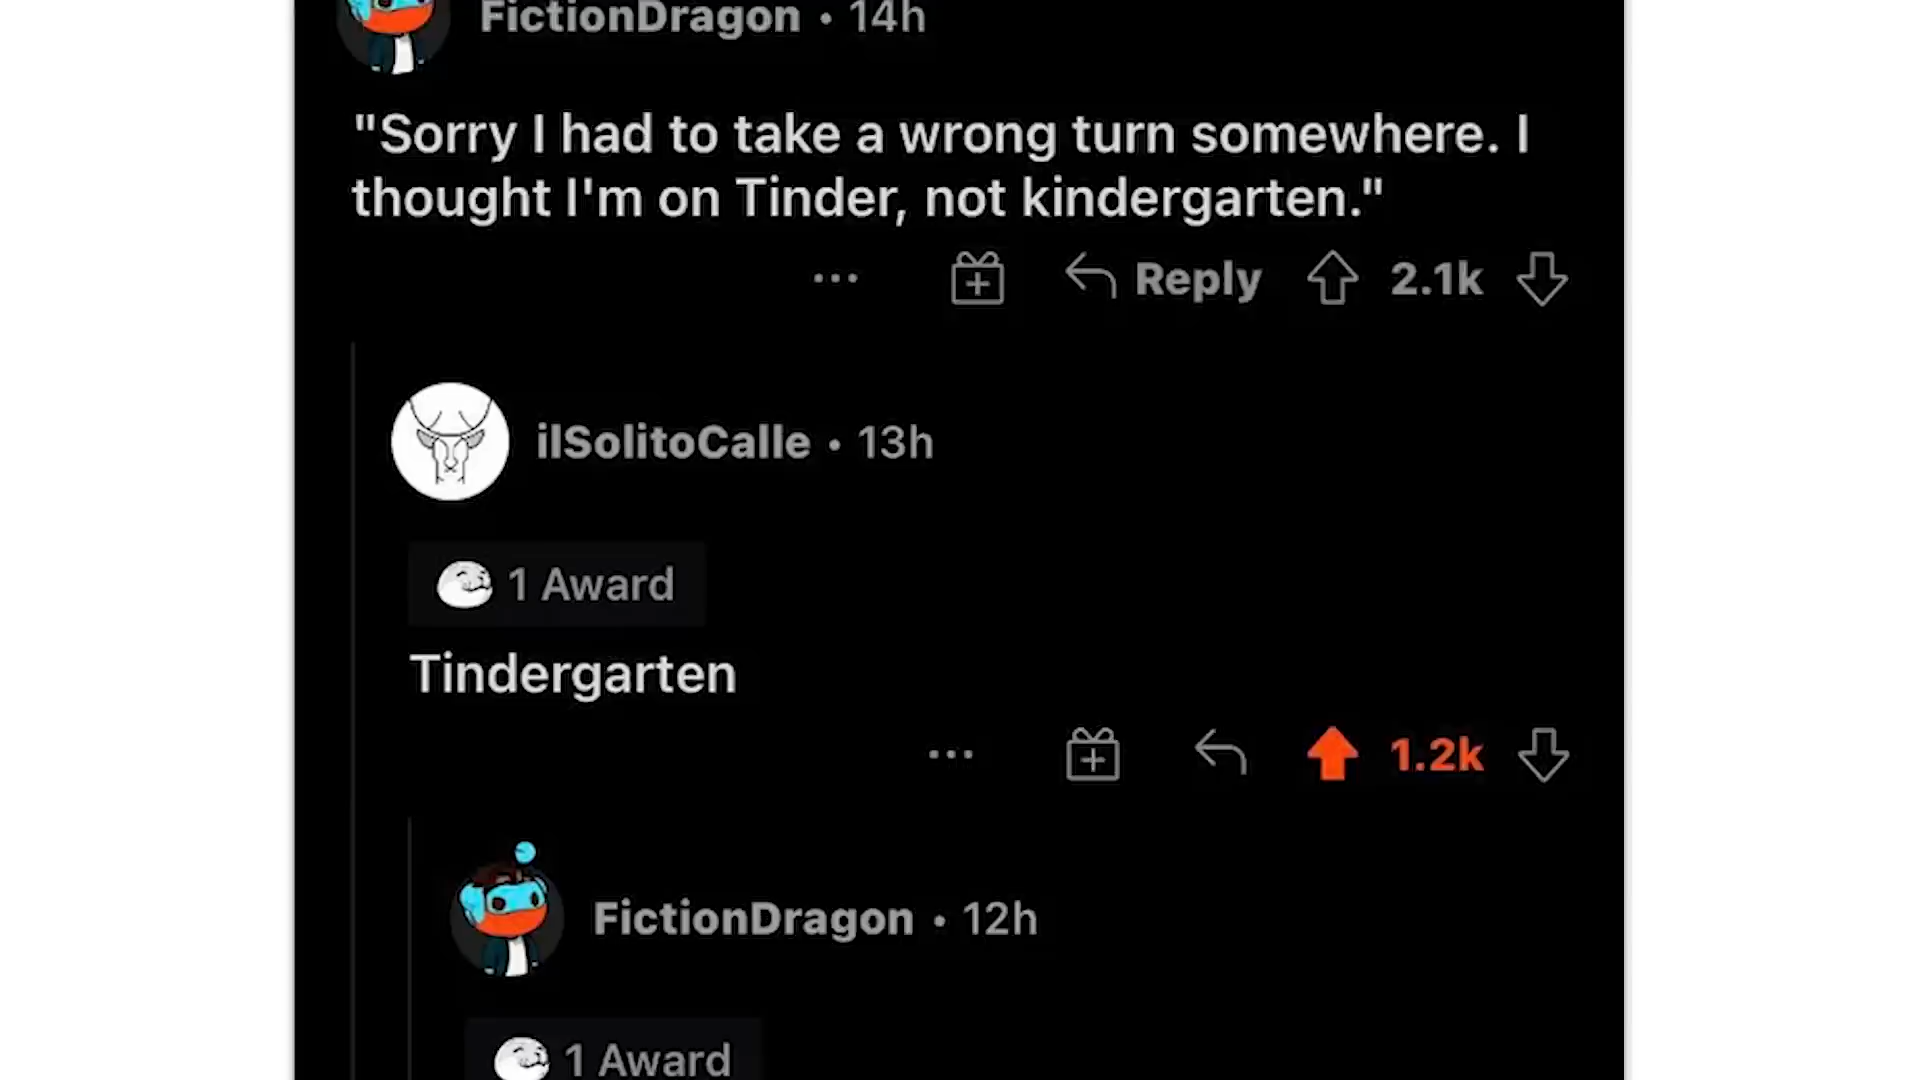 FictionDragon • 14h
"Sorry I had to take a wrong turn somewhere. I
thought I'm on Tinder, not kindergarten."
Reply 2.1k
ilSolitoCalle • 13h
1 Award
Tindergarten
1.2k
FictionDragon • 12h
1 Award